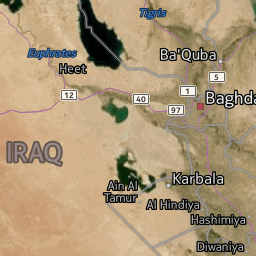 Tigris
Euphrates
Ba'Quba
Heet
5
1
12
40
97
Baghda
IRAQ
Ain Al
Tamur
Karbala
Al Hindiya
Hashimiya
Diwaniya